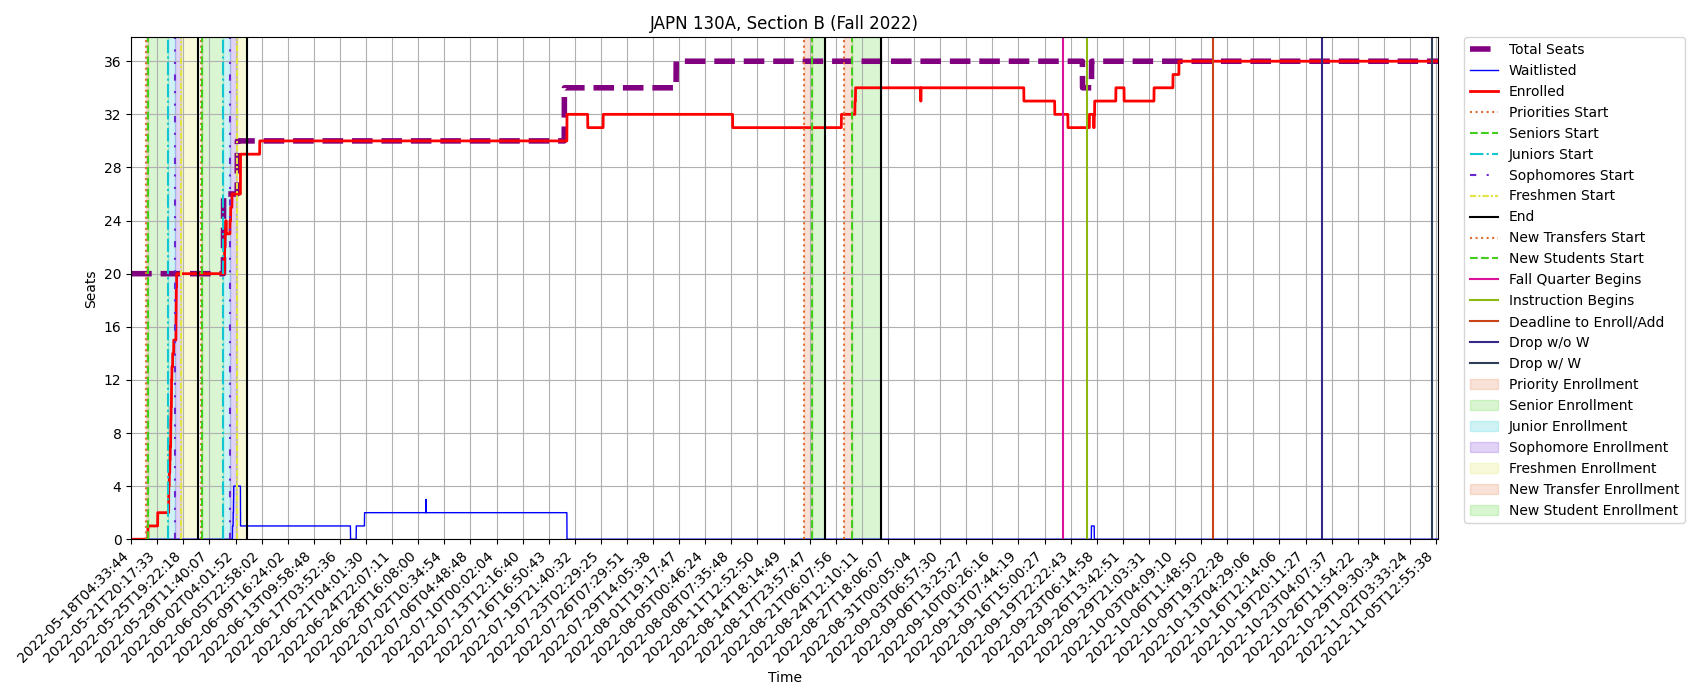 JAPN 130A, Section B (Fall 2022)
Seats
36
32
28
24
20
16
12
8
4
0
2022-05-18T04:33:44
2022-05-21T20:17:33
2022-05-25T19:22:18
2022-05-29T11:40:07
2022-06-02T04:01:52
2022-06-05T22:58:02
2022-06-09T16:24:02
2022-06-13T09:58:48
2022-06-17T03:52:36
2022-06-21T04:01:30
2022-06-24T22:07:11
2022-06-28T16:08:00
2022-07-02T10:34:54
2022-07-06T04:48:48
2022-07-10T00:02:04
2022-07-13T12:16:40
2022-07-16T16:50:43
2022-07-19T21:40:32
2022-07-23T02:29:25
2022-07-26T07:29:51
2022-07-29T14:05:38
2022-08-01T19:17:47
2022-08-05T00:46:24
2022-08-08T07:35:48
2022-08-11T12:52:50
2022-08-14T18:14:49
2022-08-17T23:57:47
2022-08-21T06:07:56
2022-08-24T12:10:11
2022-08-27T18:06:07
2022-08-31T00:05:04
2022-09-03T06:57:30
2022-09-06T13:25:27
2022-09-10T00:26:16
2022-09-13T07:44:19
2022-09-16T15:00:27
2022-09-19T22:22:43
2022-09-23T06:14:58
2022-09-26T13:42:51
2022-09-29T21:03:31
2022-10-03T04:09:10
2022-10-06T11:48:50
2022-10-09T19:22:28
2022-10-13T04:29:06
2022-10-16T12:14:06
2022-10-19T20:11:27
2022-10-23T04:07:37
2022-10-26T11:54:22
2022-10-29T19:30:34
2022-11-02T03:33:24
2022-11-05T12:55:38
Time
Total Seats
Waitlisted
Enrolled
Priorities Start
Seniors Start
Juniors Start
Sophomores Start
Freshmen Start
End
New Transfers Start
New Students Start
Fall Quarter Begins
Instruction Begins
Deadline to Enroll/Add
Drop w/o W
Drop w/ W
Priority Enrollment
Senior Enrollment
Junior Enrollment
Sophomore Enrollment
Freshmen Enrollment
New Transfer Enrollment
New Student Enrollment